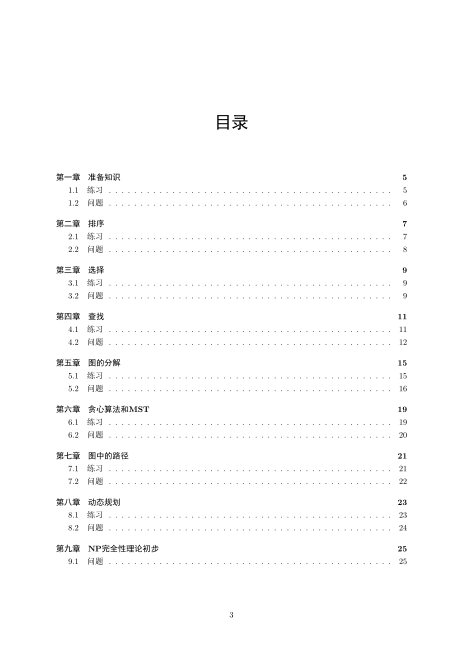 目录
第一章 准备知识 5
1.1 练习 . . . . . . . . . . . . . . . . . . . . . . . . . . . . . . . . . . . . . . . . . . . . 5
1.2 问题 . . . . . . . . . . . . . . . . . . . . . . . . . . . . . . . . . . . . . . . . . . . . 6
第二章 排序 7
2.1 练习 . . . . . . . . . . . . . . . . . . . . . . . . . . . . . . . . . . . . . . . . . . . . 7
2.2 问题 . . . . . . . . . . . . . . . . . . . . . . . . . . . . . . . . . . . . . . . . . . . . 8
第三章 选择 9
3.1 练习 . . . . . . . . . . . . . . . . . . . . . . . . . . . . . . . . . . . . . . . . . . . . 9
3.2 问题 . . . . . . . . . . . . . . . . . . . . . . . . . . . . . . . . . . . . . . . . . . . . 9
第四章 查找 11
4.1 练习 . . . . . . . . . . . . . . . . . . . . . . . . . . . . . . . . . . . . . . . . . . . . 11
4.2 问题 . . . . . . . . . . . . . . . . . . . . . . . . . . . . . . . . . . . . . . . . . . . . 12
第五章 图的分解 15
5.1 练习 . . . . . . . . . . . . . . . . . . . . . . . . . . . . . . . . . . . . . . . . . . . . 15
5.2 问题 . . . . . . . . . . . . . . . . . . . . . . . . . . . . . . . . . . . . . . . . . . . . 16
第六章 贪心算法和MST 19
6.1 练习 . . . . . . . . . . . . . . . . . . . . . . . . . . . . . . . . . . . . . . . . . . . . 19
6.2 问题 . . . . . . . . . . . . . . . . . . . . . . . . . . . . . . . . . . . . . . . . . . . . 20
第七章 图中的路径 21
7.1 练习 . . . . . . . . . . . . . . . . . . . . . . . . . . . . . . . . . . . . . . . . . . . . 21
7.2 问题 . . . . . . . . . . . . . . . . . . . . . . . . . . . . . . . . . . . . . . . . . . . . 22
第八章 动态规划 23
8.1 练习 . . . . . . . . . . . . . . . . . . . . . . . . . . . . . . . . . . . . . . . . . . . . 23
8.2 问题 . . . . . . . . . . . . . . . . . . . . . . . . . . . . . . . . . . . . . . . . . . . . 24
第九章 NP完全性理论初步 25
9.1 问题 . . . . . . . . . . . . . . . . . . . . . . . . . . . . . . . . . . . . . . . . . . . . 25
3